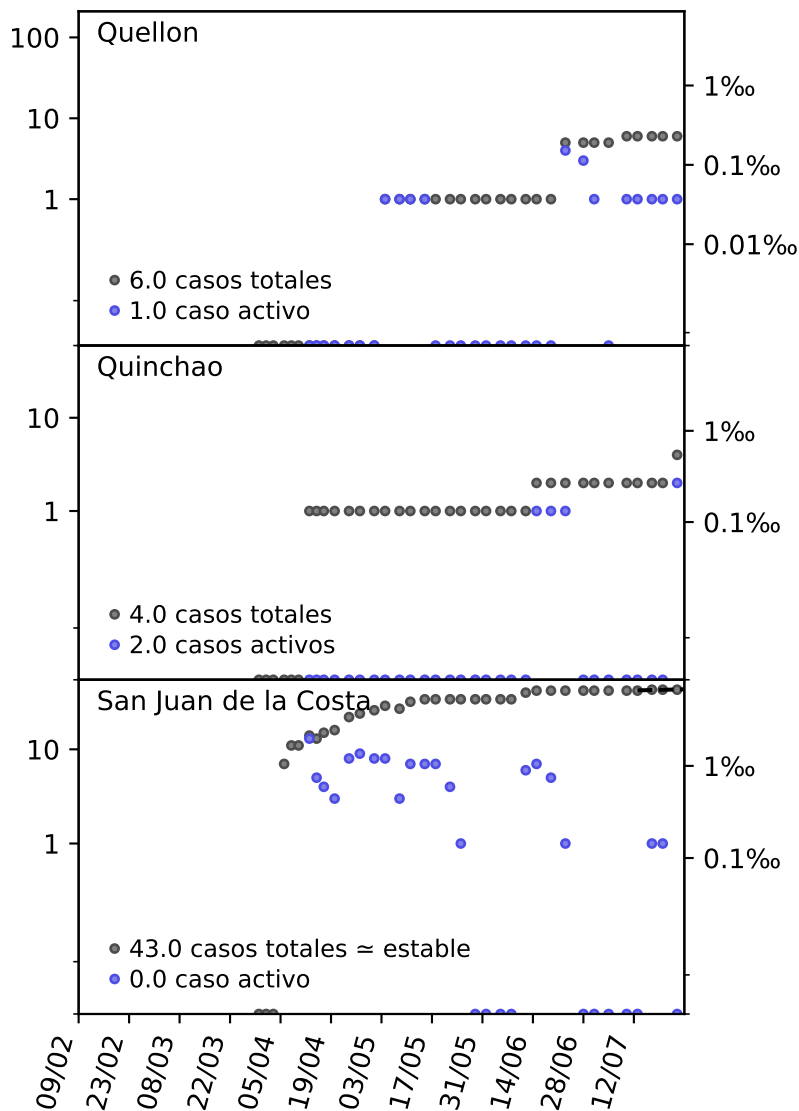 Quellon
100
10
1
1‰
0.1‰
0.01‰
6.0 casos totales
1.0 caso activo
Quinchao
10
1
1‰
0.1‰
4.0 casos totales
2.0 casos activos
San Juan de la Costa
10
1
1‰
0.1‰
43.0 casos totales ≃ estable
0.0 caso activo
09/02
23/02
08/03
22/03
05/04
19/04
03/05
17/05
31/05
14/06
28/06
12/07